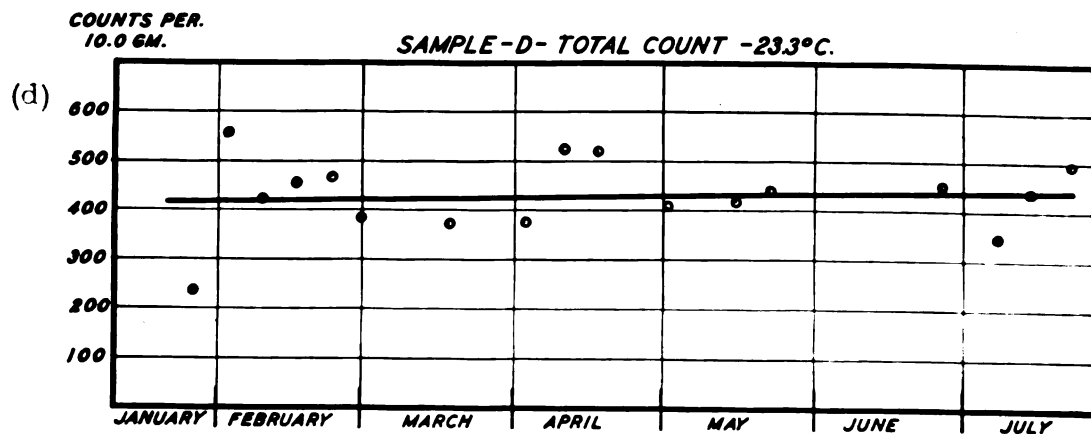 COUNTS PER.
10.0 GM.
SAMPLE-D- TOTAL COUNT -23.3°C.
(d)
600
500
400
300
200
100
JANUARY FEBRUARY MARCH APRIL MAY JUNE JULY